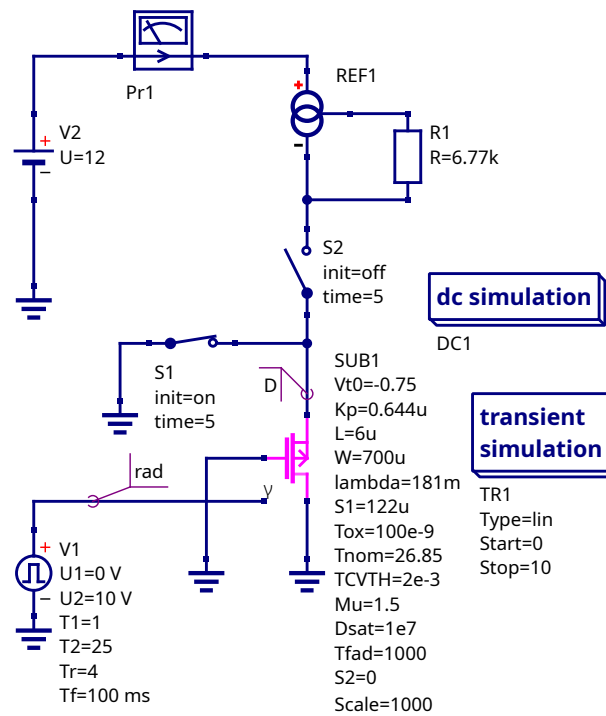 Pr1
REF1
+
-
V2
U=12
+
−
R1
R=6.77k
S2
init=off
time=5
dc simulation
DC1
S1
init=on
time=5
D
SUB1
Vt0=-0.75
Kp=0.644u
L=6u
W=700u
lambda=181m
S1=122u
Tox=100e-9
Tnom=26.85
TCVTH=2e-3
Mu=1.5
Dsat=1e7
Tfad=1000
S2=0
Scale=1000
transient
simulation
TR1
Type=lin
Start=0
Stop=10
rad
γ
V1
U1=0 V
U2=10 V
T1=1
T2=25
Tr=4
Tf=100 ms
+
−